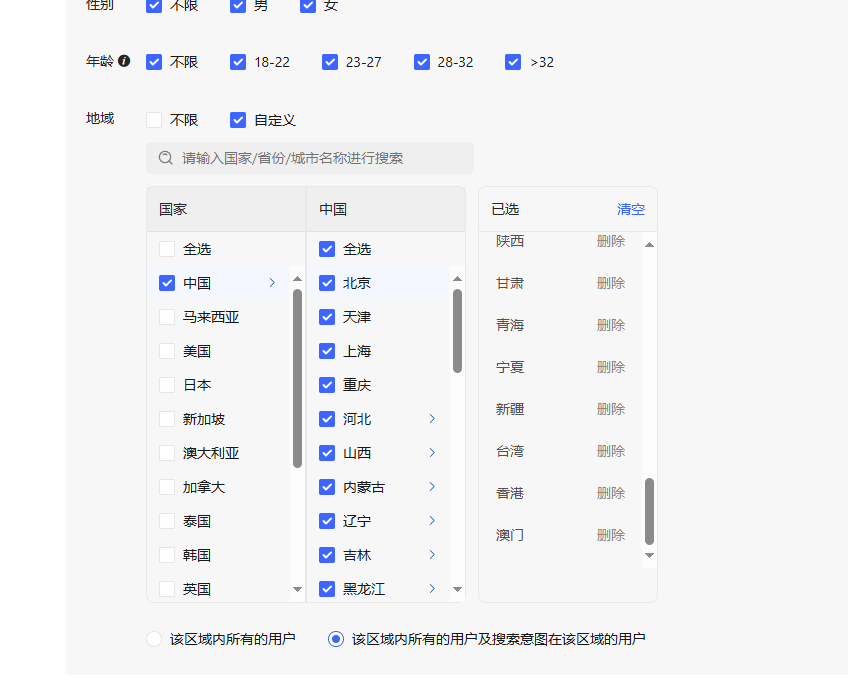 性别 不限 男 女
年龄 不限 18-22 23-27 28-32 >32
地域 不限 自定义
请输入国家/省份/城市名称进行搜索
国家 中国 已选 清空
全选 全选 陕西 删除
中国 北京 甘肃 删除
马来西亚 天津 青海 删除
美国 上海 宁夏 删除
日本 重庆 新疆 删除
新加坡 河北 台湾 删除
澳大利亚 山西 香港 删除
加拿大 内蒙古 澳门 删除
泰国 辽宁
韩国 吉林
英国 黑龙江
该区域内所有的用户 该区域内所有的用户及搜索意图在该区域的用户